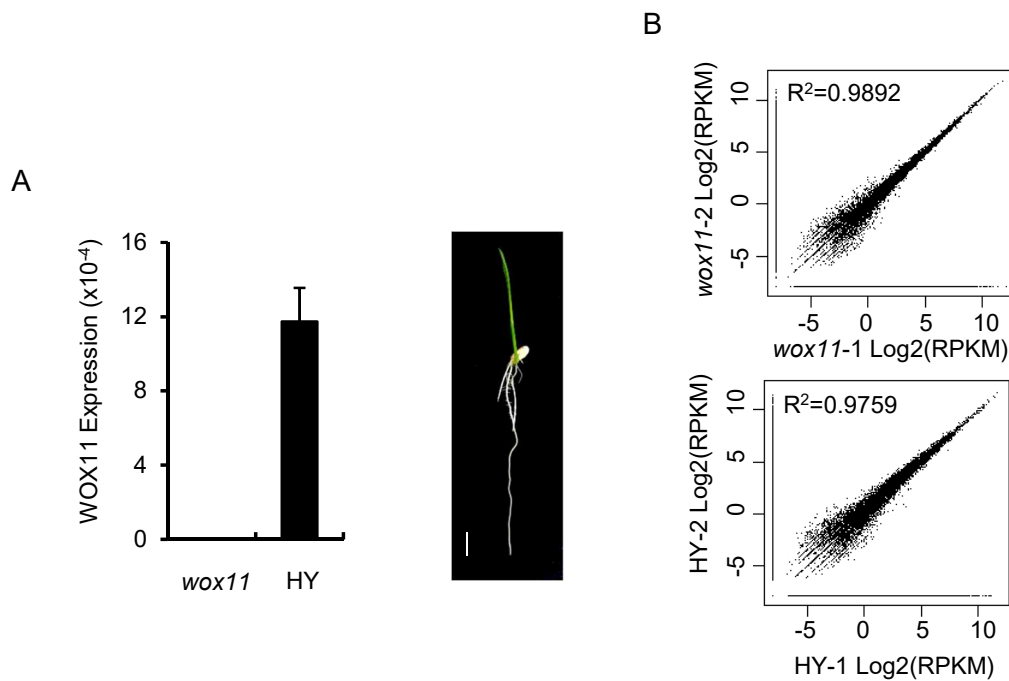 A
WOX11 Expression (x10⁻⁴)
16
12
8
4
0
wox11
HY
B
R²=0.9892
wox11-2 Log2(RPKM)
10
5
0
-5
-5 0 5 10
wox11-1 Log2(RPKM)
R²=0.9759
HY-2 Log2(RPKM)
10
5
0
-5
-5 0 5 10
HY-1 Log2(RPKM)